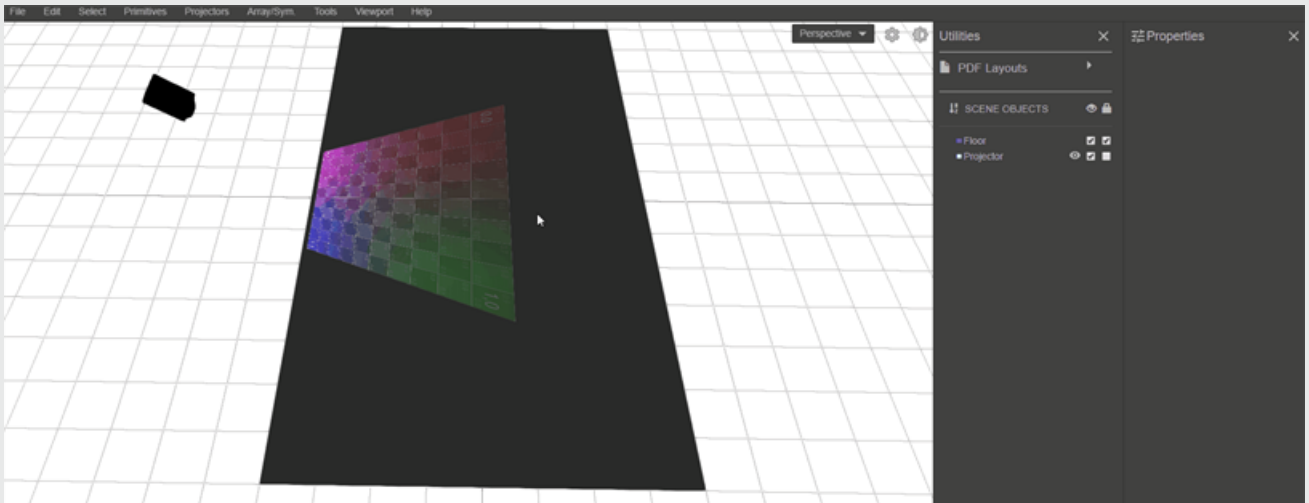 File Edit Select Primitives Projectors Array/Sym. Tools Viewport Help
Perspective
Utilities
Properties
PDF Layouts
SCENE OBJECTS
Floor
Projector